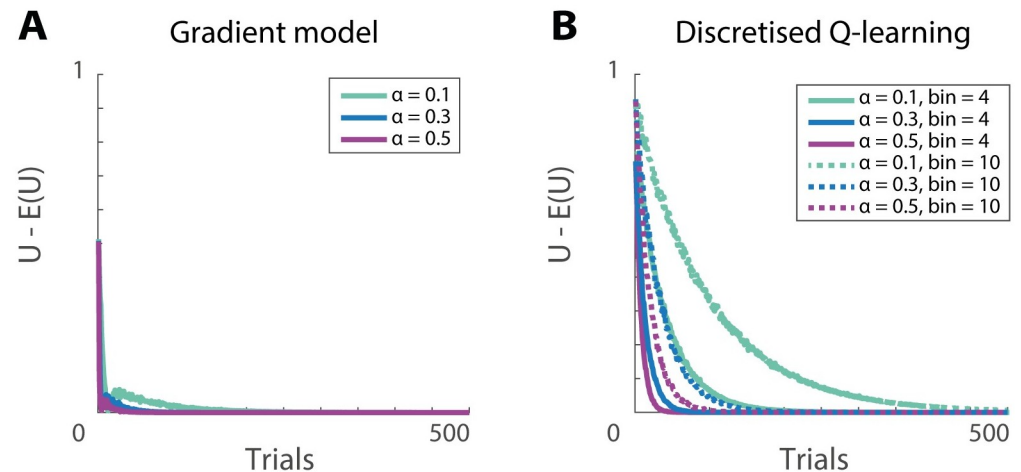 A
Gradient model
1
α = 0.1
α = 0.3
α = 0.5
U - E(U)
0
500
Trials
B
Discretised Q-learning
1
α = 0.1, bin = 4
α = 0.3, bin = 4
α = 0.5, bin = 4
α = 0.1, bin = 10
α = 0.3, bin = 10
α = 0.5, bin = 10
U - E(U)
0
500
Trials